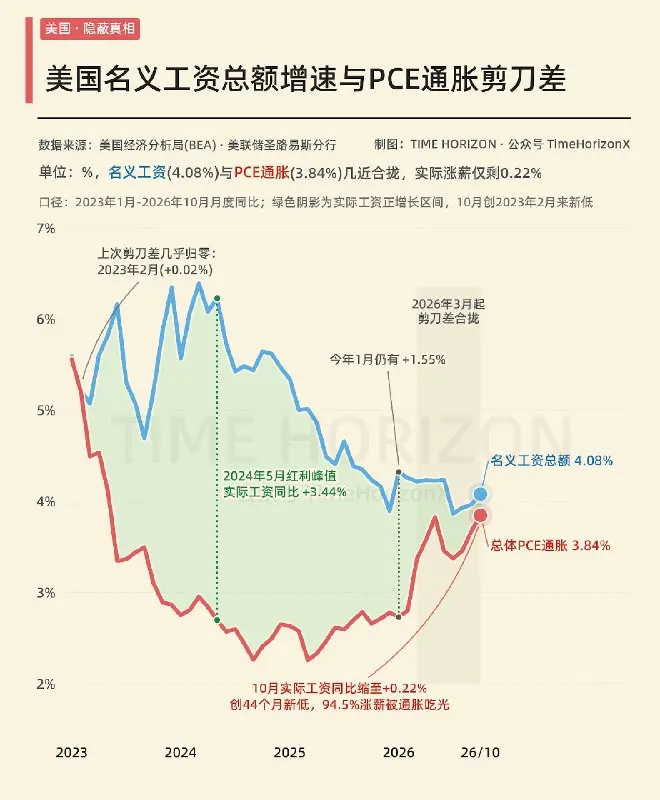 美国·隐蔽真相
美国名义工资总额增速与PCE通胀剪刀差
数据来源：美国经济分析局(BEA)·美联储圣路易斯分行
制图：TIME HORIZON·公众号 TimeHorizonX
单位：%，名义工资(4.08%)与PCE通胀(3.84%)几近合拢，实际涨薪仅剩0.22%
口径：2023年1月-2026年10月月度同比；绿色阴影为实际工资正增长区间，10月创2023年2月来新低
7%
上次剪刀差几乎归零：
2023年2月(+0.02%)
2026年3月起
剪刀差合拢
6%
今年1月仍有 +1.55%
5%
TIME HORIZON
名义工资总额 4.08%
2024年5月红利峰值
实际工资同比 +3.44%
TimeHorizonX
4%
总体PCE通胀 3.84%
3%
2%
10月实际工资同比缩至+0.22%
创44个月新低，94.5%涨薪被通胀吃光
2023
2024
2025
2026
26/10